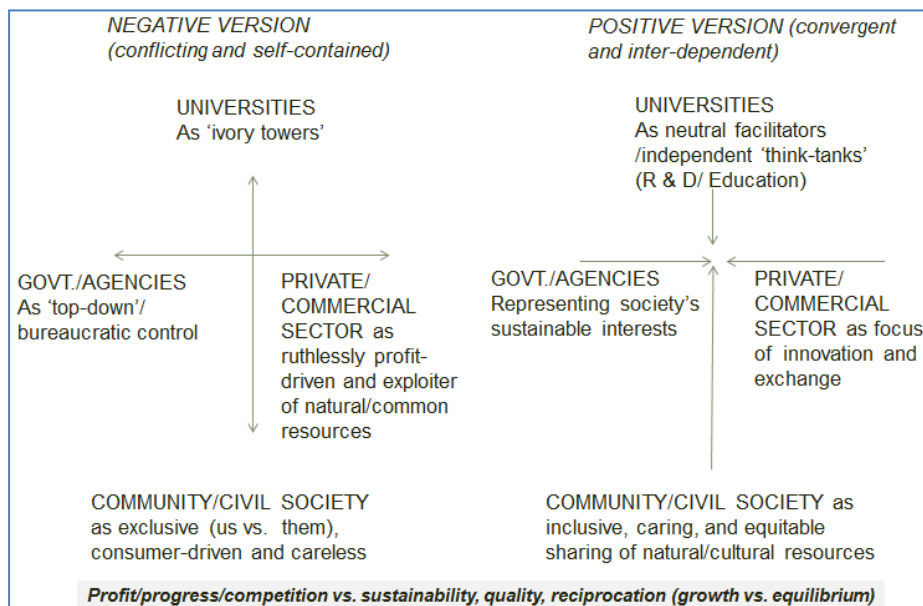 NEGATIVE VERSION
(conflicting and self-contained)
UNIVERSITIES
As ‘ivory towers’
GOVT./AGENCIES
As ‘top-down’/
bureaucratic control
PRIVATE/
COMMERCIAL
SECTOR as
ruthlessly profit-
driven and exploiter
of natural/common
resources
COMMUNITY/CIVIL SOCIETY
as exclusive (us vs. them),
consumer-driven and careless
POSITIVE VERSION (convergent
and inter-dependent)
UNIVERSITIES
As neutral facilitators
/independent ‘think-tanks’
(R & D/ Education)
GOVT./AGENCIES
Representing society’s
sustainable interests
PRIVATE/
COMMERCIAL
SECTOR as focus
of innovation and
exchange
COMMUNITY/CIVIL SOCIETY as
inclusive, caring, and equitable
sharing of natural/cultural resources
Profit/progress/competition vs. sustainability, quality, reciprocation (growth vs. equilibrium)